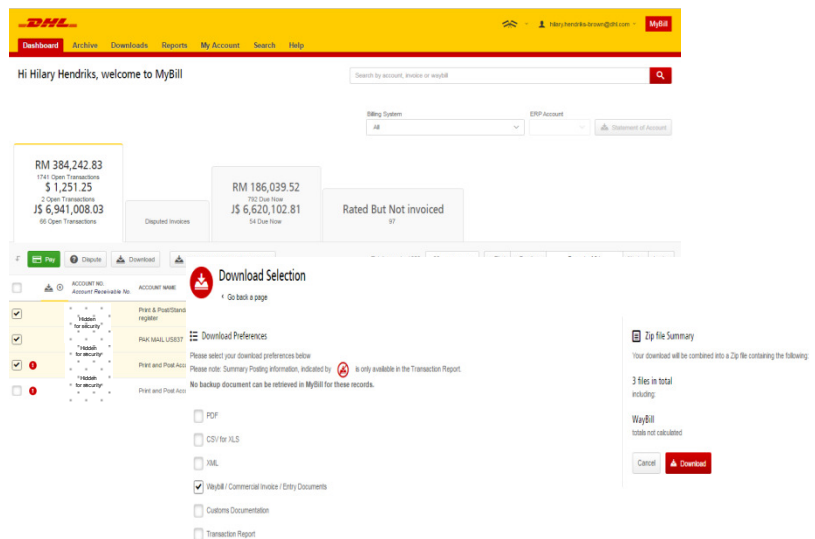 DHL
hilary.hendriks-brown@dhl.com
MyBill
Dashboard Archive Downloads Reports My Account Search Help
Hi Hilary Hendriks, welcome to MyBill
Search by account, invoice or waybill
Billing System
ERP Account
All
Statement of Account
RM 384,242.83
1741 Open Transactions
$ 1,251.25
2 Open Transactions
J$ 6,941,008.03
66 Open Transactions
Disputed Invoices
RM 186,039.52
782 Due Now
J$ 6,620,102.81
54 Due Now
Rated But Not invoiced
97
Pay Dispute Download
ACCOUNT NO.
Account Receivable No.
ACCOUNT NAME
Hidden
for security
Print & Post/Stand
register
Hidden
for security
PAK MAIL US637
Hidden
for security
Print and Post Acc
Hidden
for security
Print and Post Acc
Download Selection
Go back a page
Download Preferences
Please select your download preferences below
Please note: Summary Posting information, indicated by is only available in the Transaction Report.
No backup document can be retrieved in MyBill for these records.
PDF
CSV for XLS
XML
Waybill / Commercial Invoice / Entry Documents
Customs Documentation
Transaction Report
Zip file Summary
Your download will be combined into a Zip file containing the following:
3 files in total
including:
WayBill
totals not calculated
Cancel Download